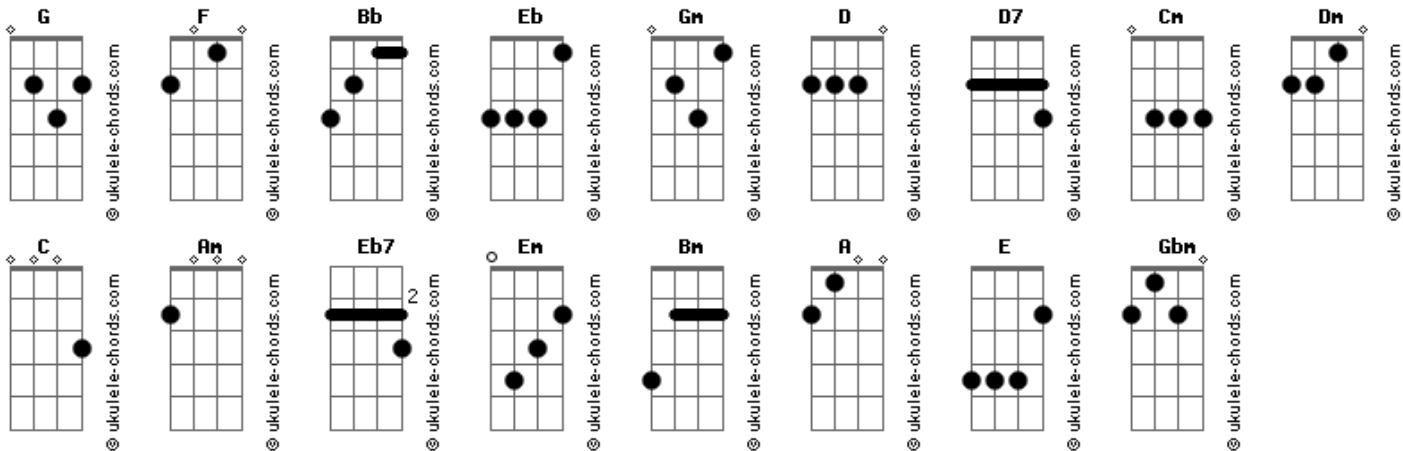 G F Bb Eb Gm D D7 Cm Dm
© ukulele-chords.com © ukulele-chords.com © ukulele-chords.com © ukulele-chords.com © ukulele-chords.com © ukulele-chords.com © ukulele-chords.com © ukulele-chords.com © ukulele-chords.com
C Am Eb7 Em Bm A E Gbm
2
© ukulele-chords.com © ukulele-chords.com © ukulele-chords.com © ukulele-chords.com © ukulele-chords.com © ukulele-chords.com © ukulele-chords.com © ukulele-chords.com